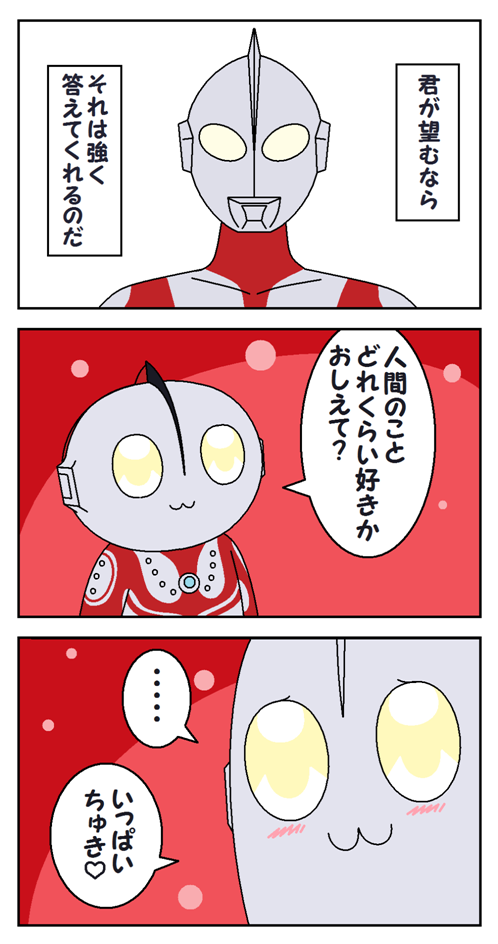 君が望むなら
それは強く
答えてくれるのだ
人間のこと
どれくらい好きか
おしえて？
・・・・・
いっぱい
ちゅき♡